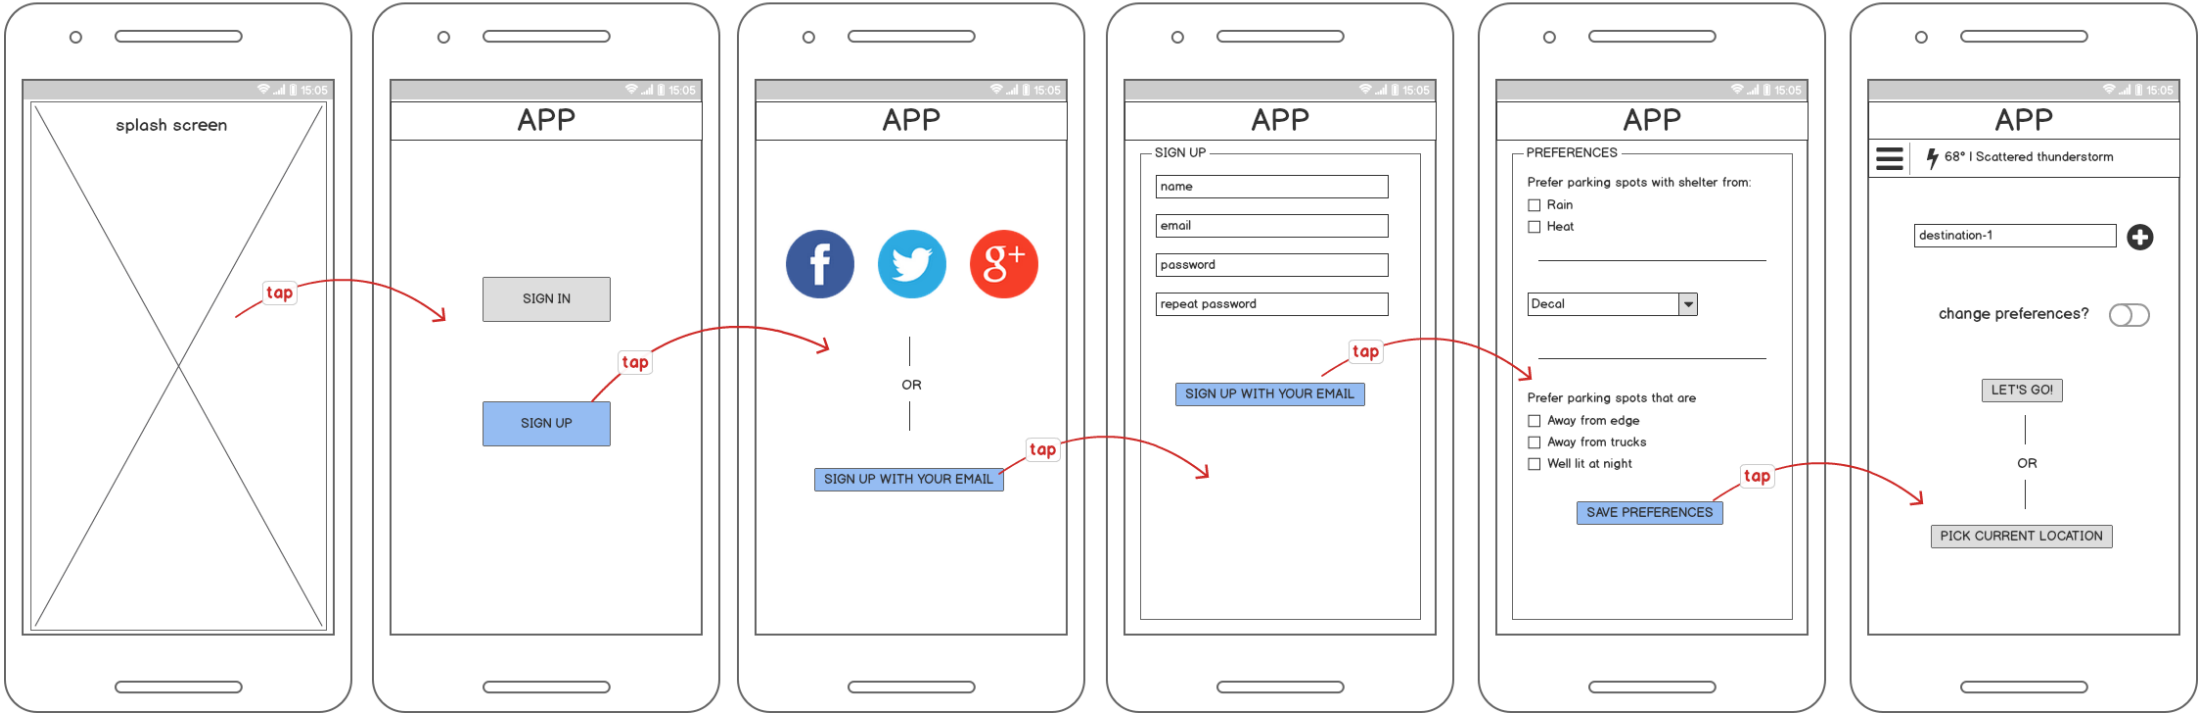 15:05
splash screen
tap
15:05
APP
SIGN IN
SIGN UP
tap
15:05
APP
f
g+
OR
SIGN UP WITH YOUR EMAIL
tap
15:05
APP
SIGN UP
name
email
password
repeat password
SIGN UP WITH YOUR EMAIL
tap
15:05
APP
PREFERENCES
Prefer parking spots with shelter from:
Rain
Heat
Decal
Prefer parking spots that are
Away from edge
Away from trucks
Well lit at night
SAVE PREFERENCES
tap
15:05
APP
68° | Scattered thunderstorm
destination-1
change preferences?
LET'S GO!
OR
PICK CURRENT LOCATION